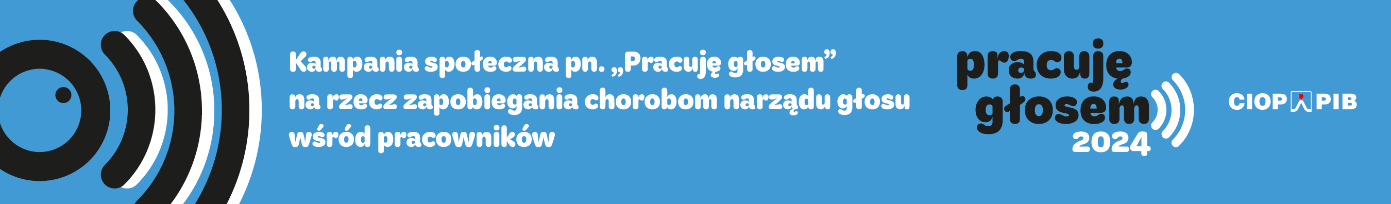 Kampania społeczna pn. „Pracuję głosem”
na rzecz zapobiegania chorobom narządu głosu
wśród pracowników
pracuję
głosem
2024
CIOP PIB